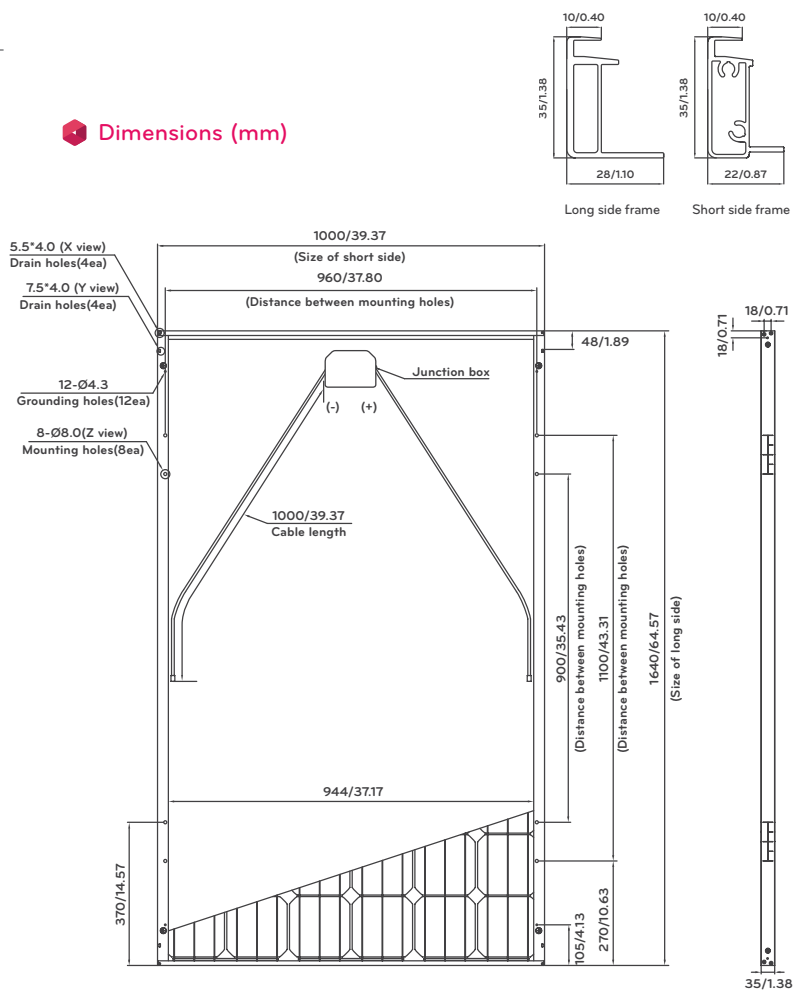 10/0.40
10/0.40
35/1.38
35/1.38
28/1.10
22/0.87
Long side frame
Short side frame
Dimensions (mm)
1000/39.37
(Size of short side)
960/37.80
(Distance between mounting holes)
5.5*4.0 (X view)
Drain holes(4ea)
7.5*4.0 (Y view)
Drain holes(4ea)
12-Ø4.3
Grounding holes(12ea)
8-Ø8.0(Z view)
Mounting holes(8ea)
48/1.89
18/0.71
18/0.71
Junction box
(-)
(+)
1000/39.37
Cable length
900/35.43
(Distance between mounting holes)
1100/43.31
(Distance between mounting holes)
1640/64.57
(Size of long side)
944/37.17
370/14.57
105/4.13
270/10.63
35/1.38